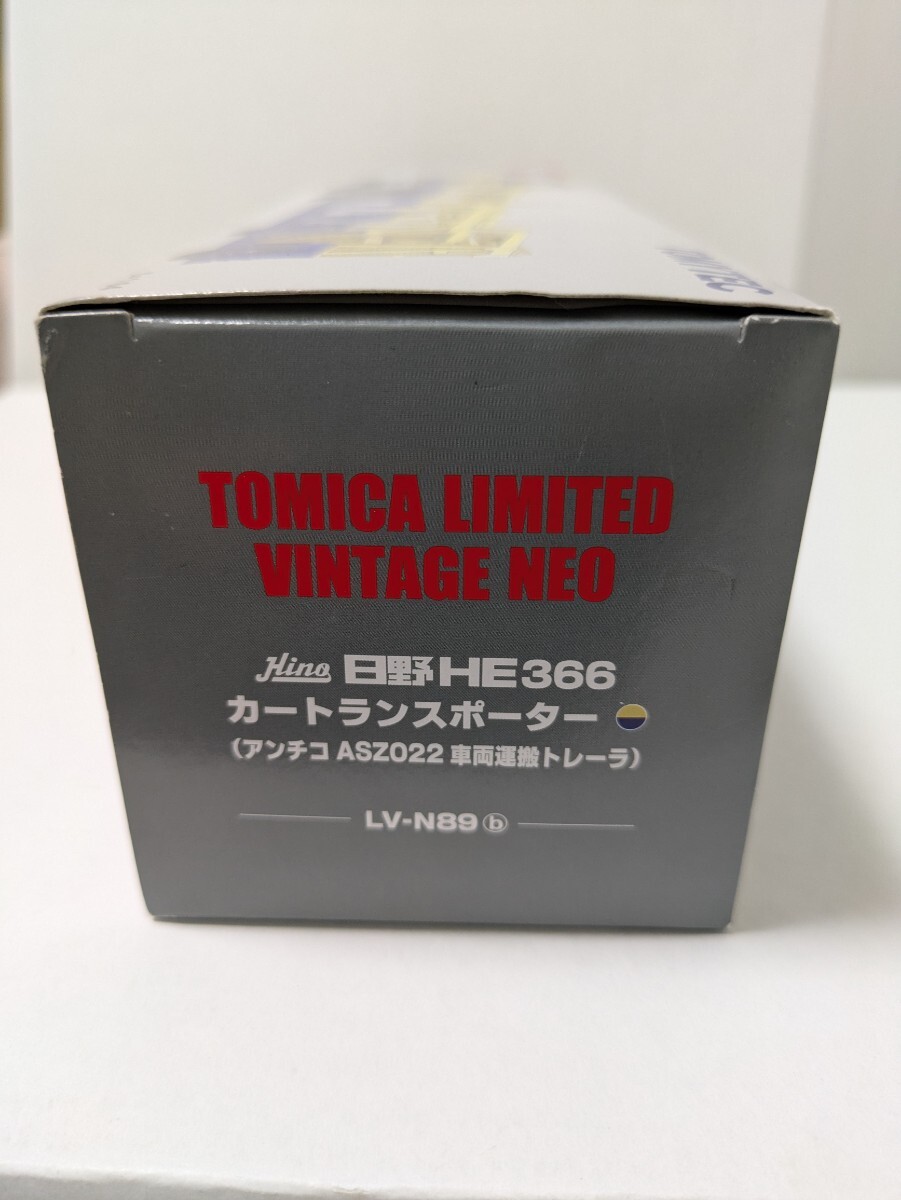 TOMICA LIMITED
VINTAGE NEO
Hino 日野HE366
カートランスポーター
(アンチコ ASZ022 車両運搬トレーラ)
LV-N89 ⓑ